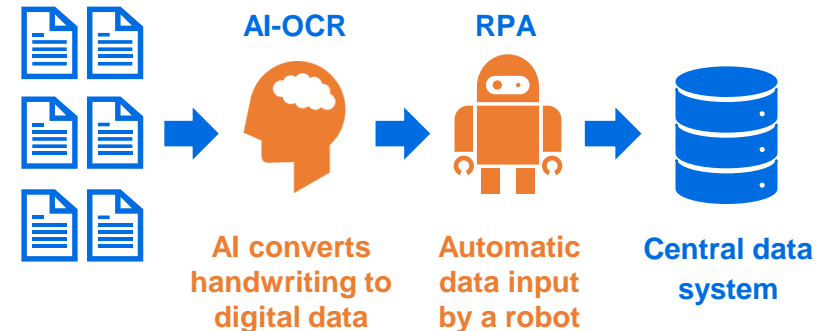 AI-OCR
RPA
AI converts
handwriting to
digital data
Automatic
data input
by a robot
Central data
system